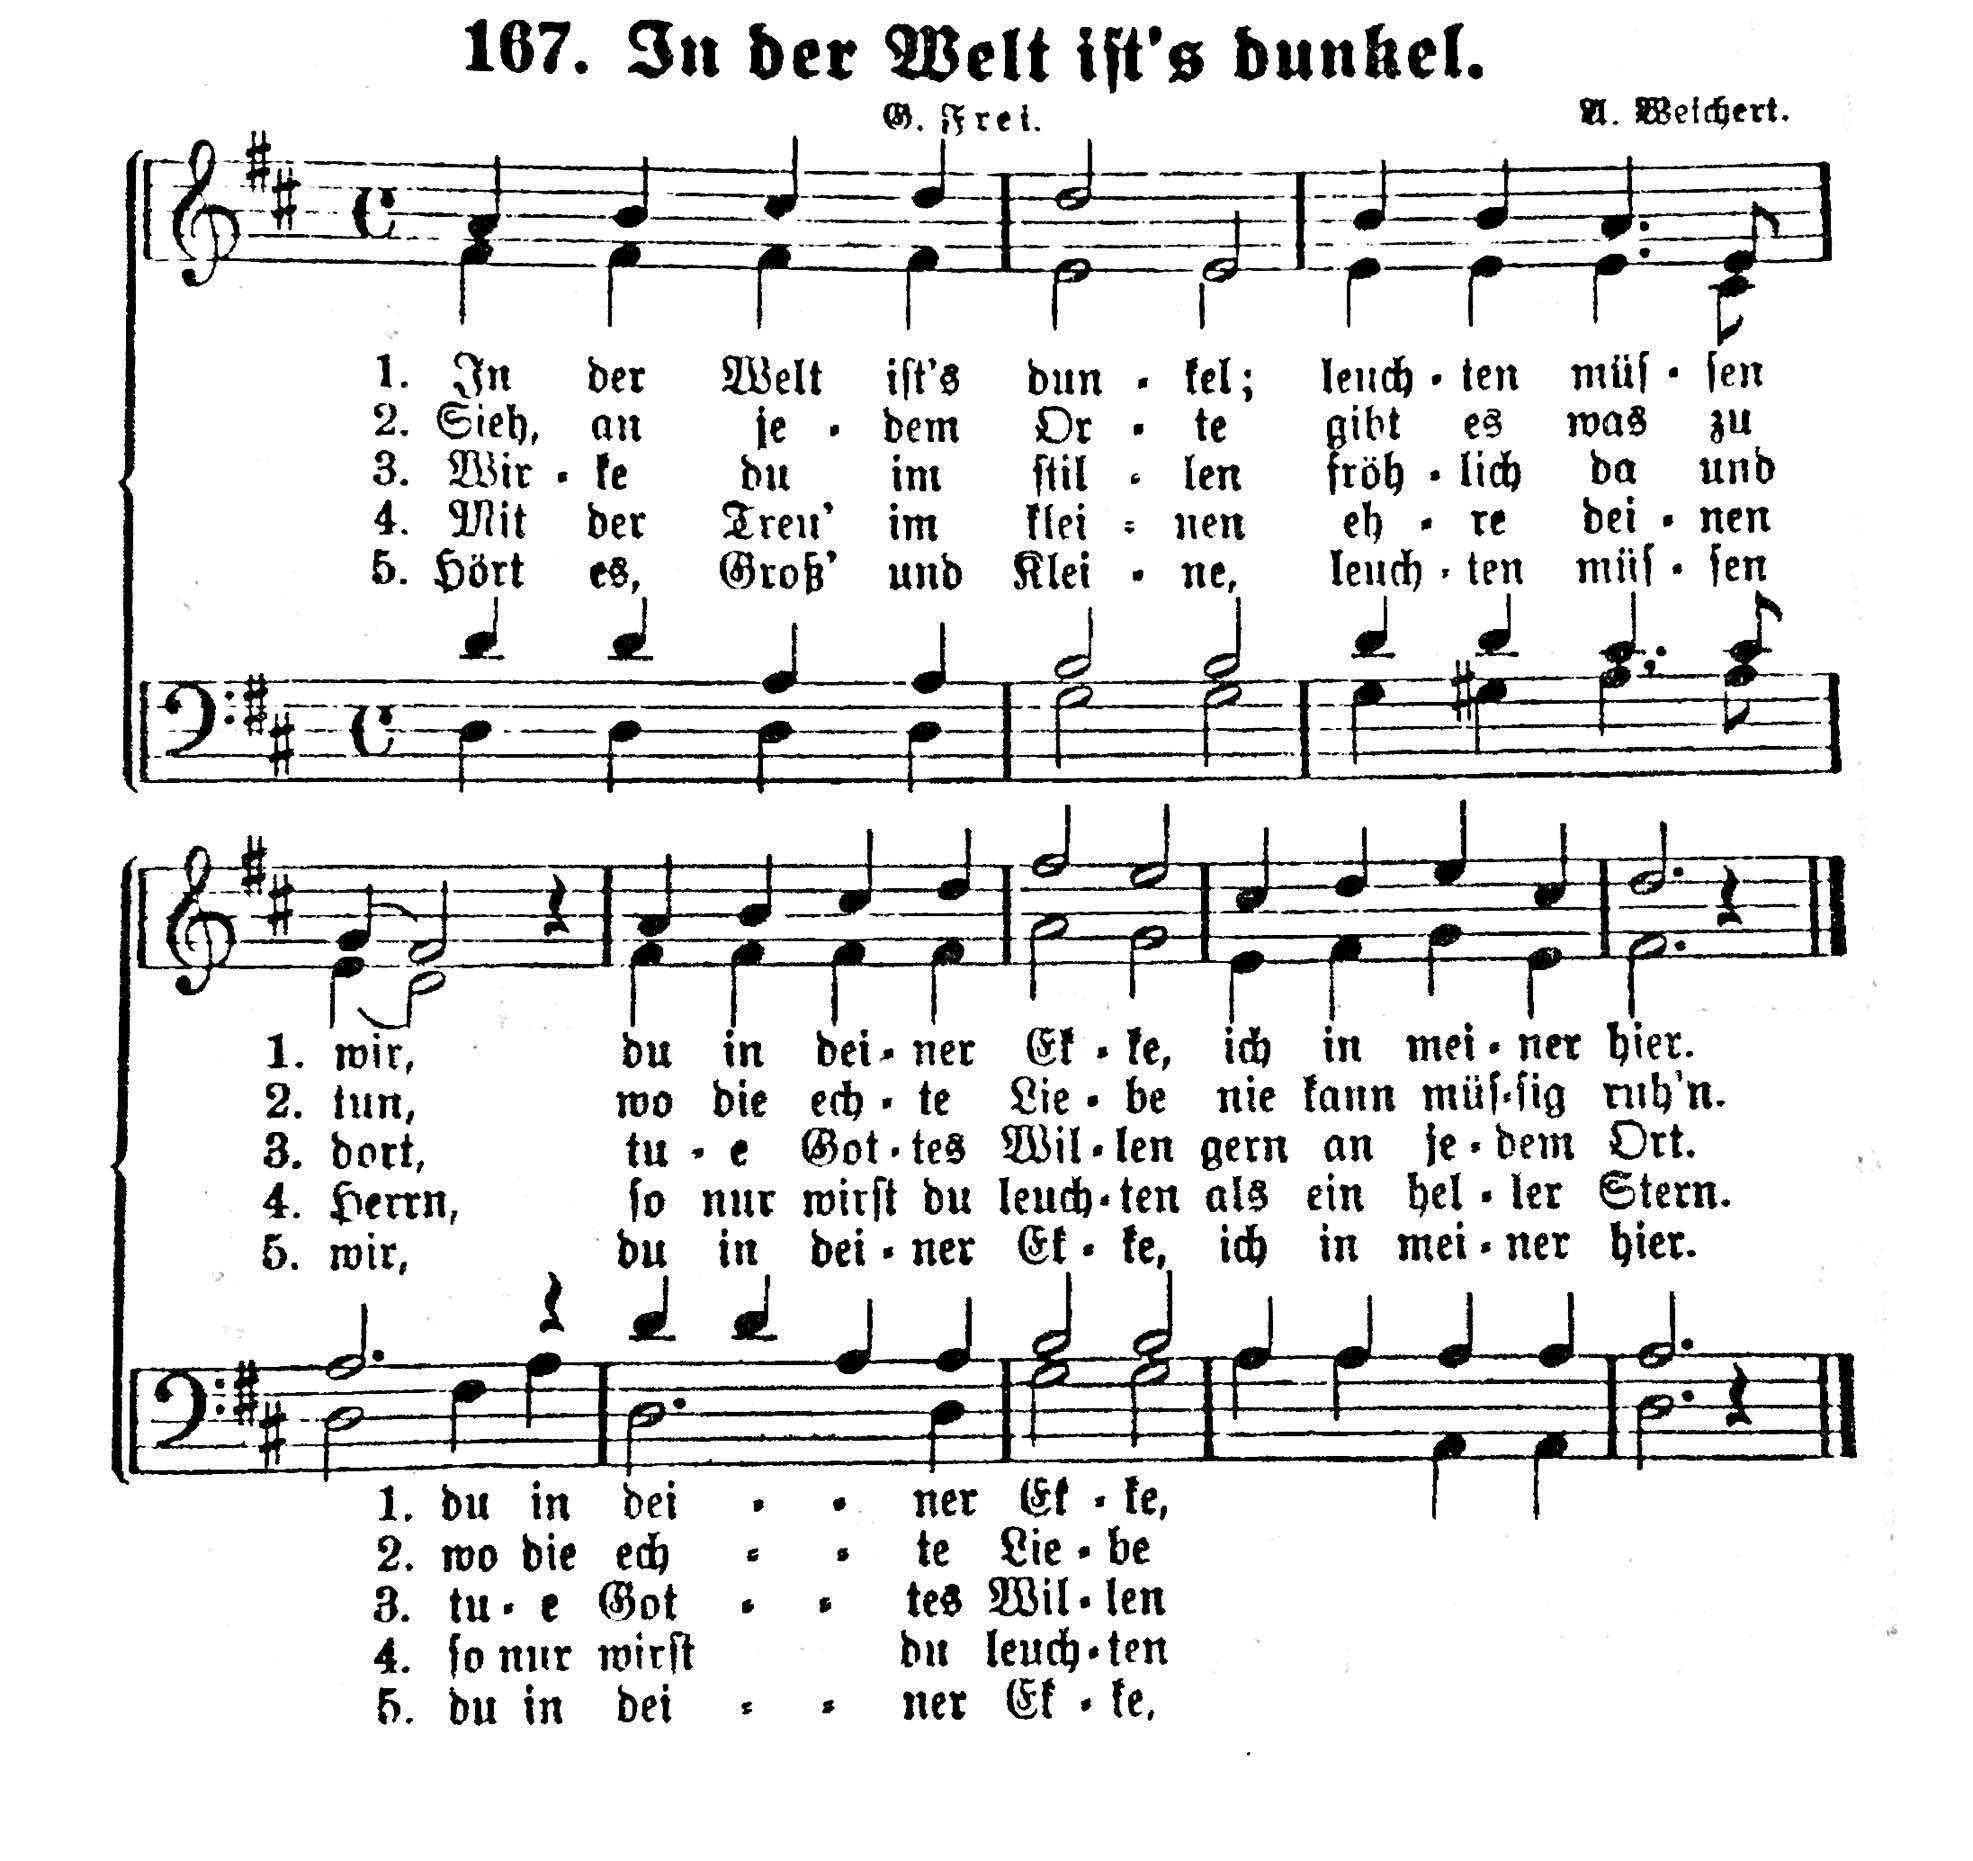 167. In der Welt ist's dunkel.
G. Frei. A. Weichert.
1. In der Welt ist's dun - kel; leuch - ten müs - sen
2. Sieh, an je - dem Or - te gibt es was zu
3. Wir - ke du im stil - len fröh - lich da und
4. Mit der Treu' im klei - nen eh - re dei - nen
5. Hört es, Groß' und Klei - ne, leuch - ten müs - sen
1. wir, du in dei - ner Ek - ke, ich in mei - ner hier.
2. tun, wo die ech - te Lie - be nie kann müs-sig ruh'n.
3. dort, tu - e Got - tes Wil - len gern an je - dem Ort.
4. Herrn, so nur wirst du leuch - ten als ein hel - ler Stern.
5. wir, du in dei - ner Ek - ke, ich in mei - ner hier.
1. du in dei - - ner Ek - ke,
2. wo die ech - - te Lie - be
3. tu - e Got - - tes Wil - len
4. so nur wirst du leuch - ten
5. du in dei - - ner Ek - ke,